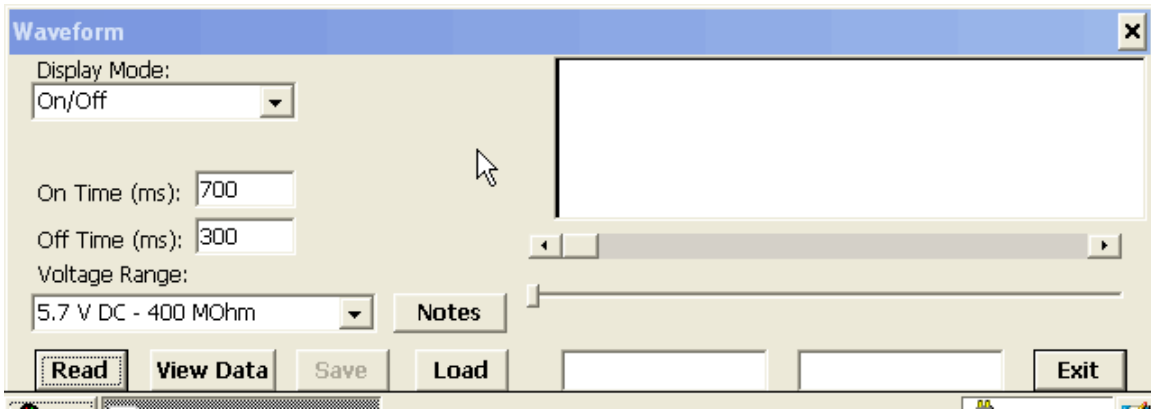 Waveform
Display Mode:
On/Off
On Time (ms): 700
Off Time (ms): 300
Voltage Range:
5.7 V DC - 400 MOhm
Notes
Read View Data Save Load Exit